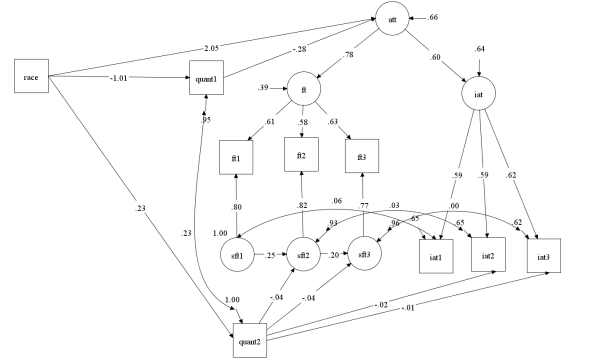 att
.66
2.05
-.28
.78
.60
.64
race
-1.01
quant1
.39
ft
iat
.95
.61
.58
.63
.59
.59
.62
ft1
ft2
ft3
.80
.82
.77
.23
.06
.03
.00
1.00
.93
.96
.65
.65
.62
.23
sft1
.25
sft2
.20
sft3
iat1
iat2
iat3
1.00
-.04
-.04
-.02
-.01
quant2